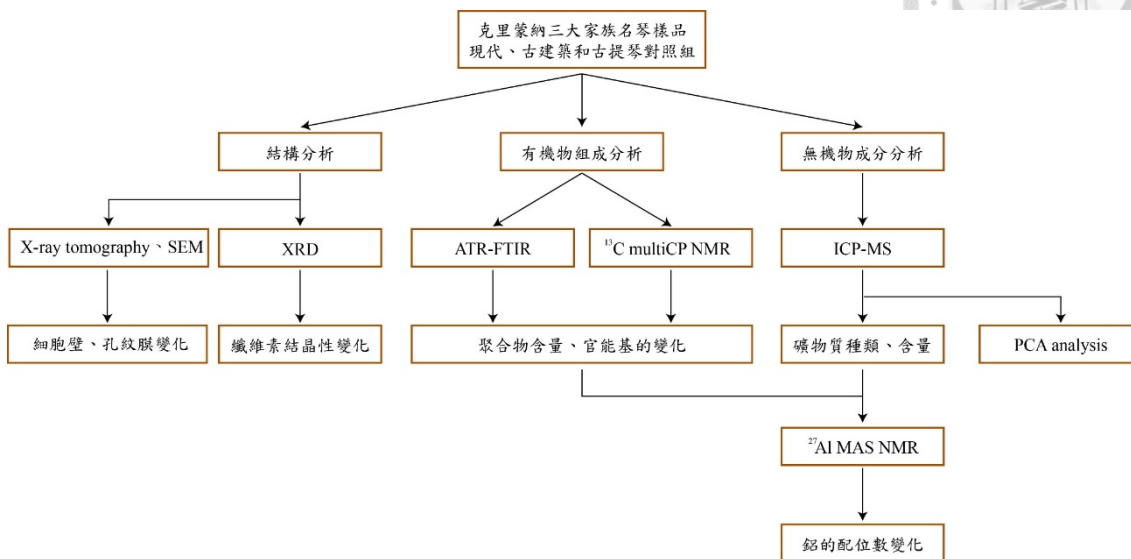 克里蒙納三大家族名琴樣品
現代、古建築和古提琴對照組
結構分析
有機物組成分析
無機物成分分析
X-ray tomography、SEM
XRD
ATR-FTIR
¹³C multiCP NMR
ICP-MS
細胞壁、孔紋膜變化
纖維素結晶性變化
聚合物含量、官能基的變化
礦物質種類、含量
PCA analysis
²⁷Al MAS NMR
鋁的配位數變化